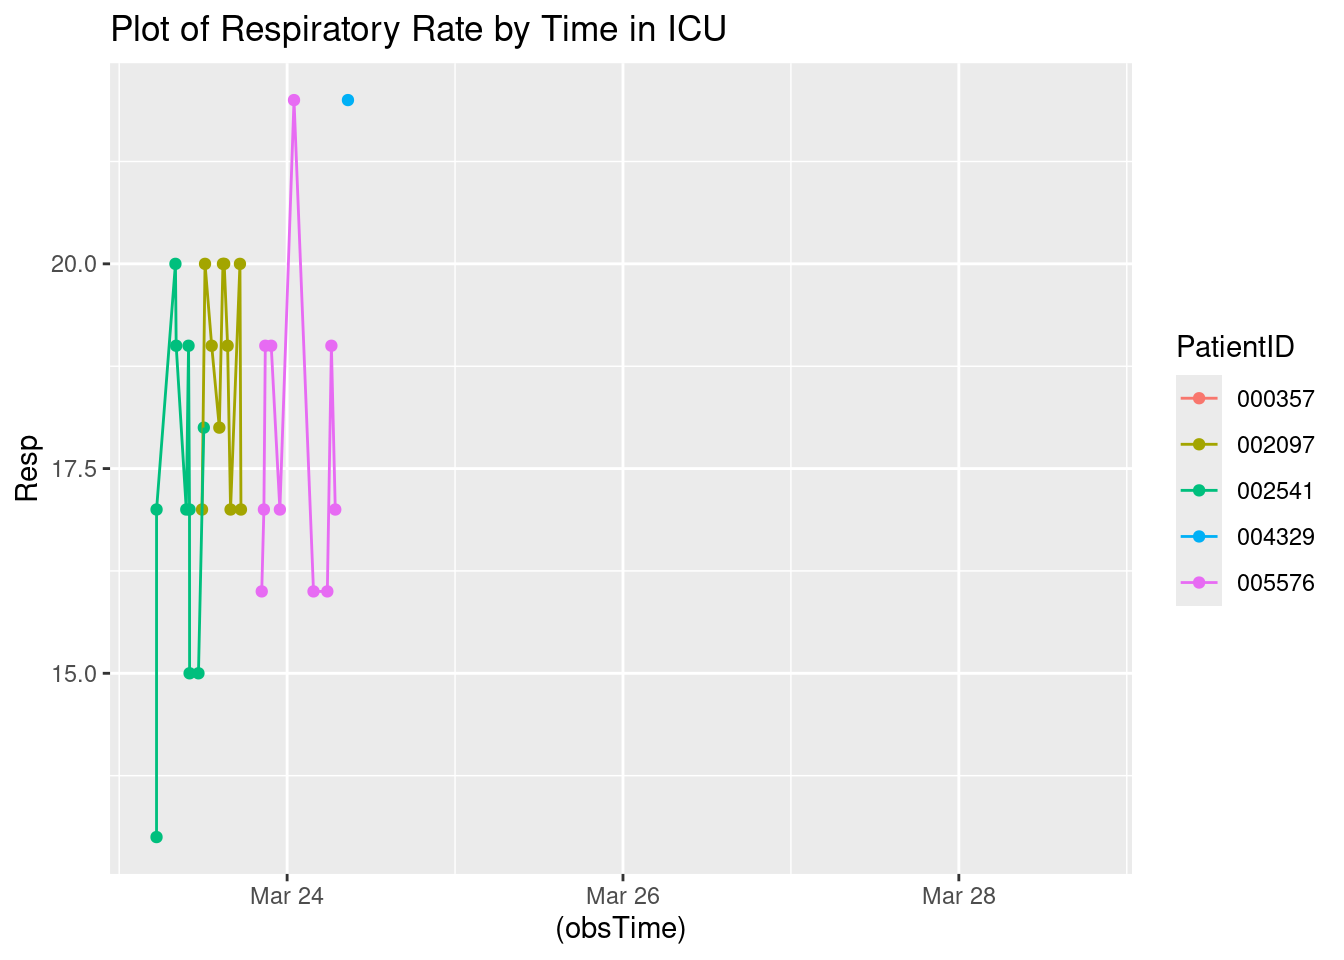 Plot of Respiratory Rate by Time in ICU
Resp
20.0
17.5
15.0
Mar 24
Mar 26
Mar 28
(obsTime)
PatientID
000357
002097
002541
004329
005576